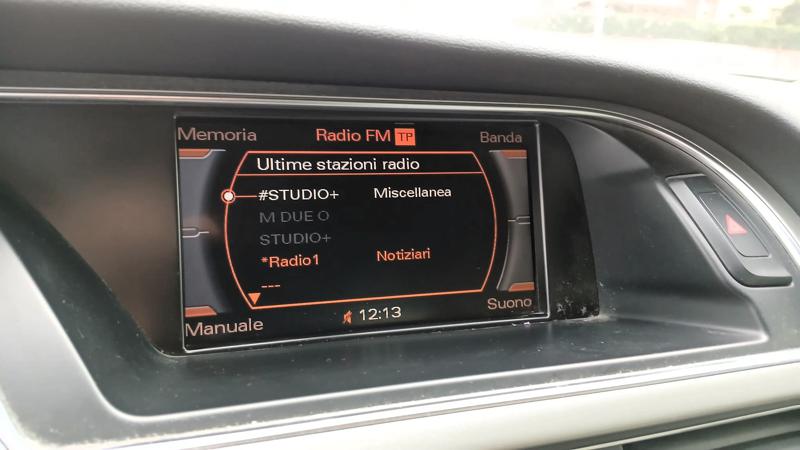 Memoria Radio FM TP Banda
Ultime stazioni radio
#STUDIO+ Miscellanea
M DUE O
STUDIO+
*Radio1 Notiziari
---
Manuale 12:13 Suono